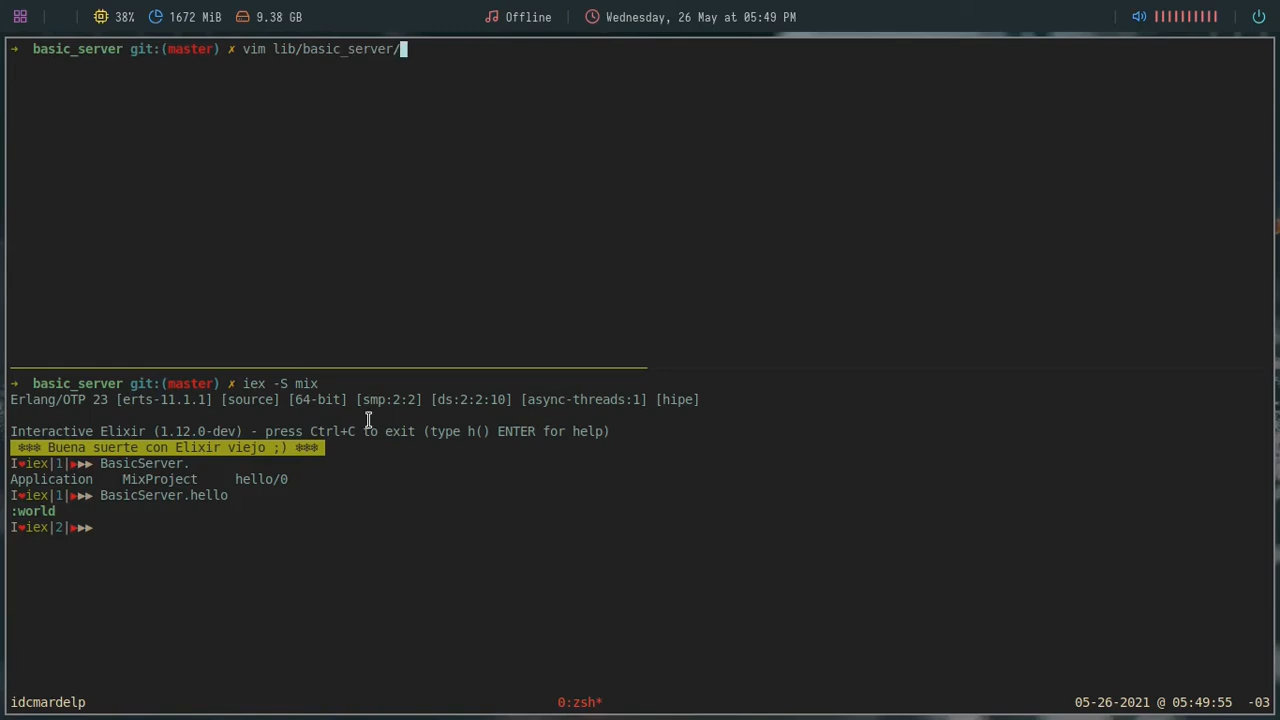 38% 1672 MiB 9.38 GB Offline Wednesday, 26 May at 05:49 PM
→ basic_server git:(master) ✗ vim lib/basic_server/
→ basic_server git:(master) ✗ iex -S mix
Erlang/OTP 23 [erts-11.1.1] [source] [64-bit] [smp:2:2] [ds:2:2:10] [async-threads:1] [hipe]
Interactive Elixir (1.12.0-dev) - press Ctrl+C to exit (type h() ENTER for help)
❄❄❄ Buena suerte con Elixir viejo ;) ❄❄❄
I❤iex|1|▶▶▶ BasicServer.
Application MixProject hello/0
I❤iex|1|▶▶▶ BasicServer.hello
:world
I❤iex|2|▶▶▶
idcmardelp 0:zsh* 05-26-2021 @ 05:49:55 -03